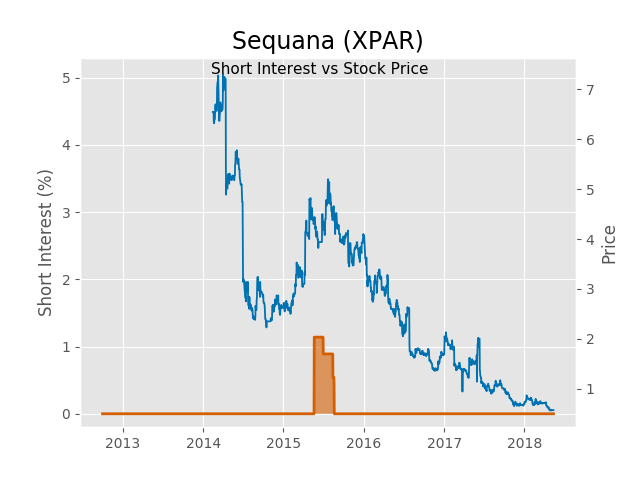 Sequana (XPAR)
Short Interest vs Stock Price
Short Interest (%)
5
4
3
2
1
0
7
6
5
4
3
2
1
Price
2013 2014 2015 2016 2017 2018